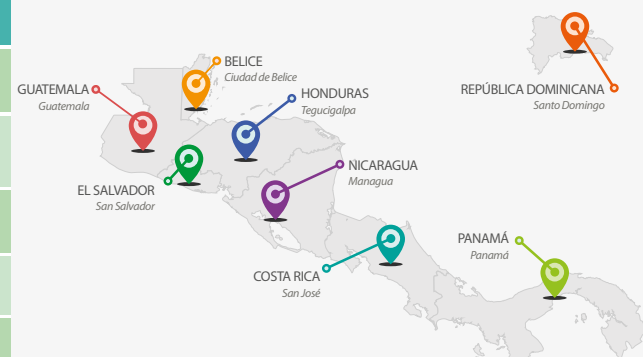 BELICE
Ciudad de Belice
GUATEMALA
Guatemala
HONDURAS
Tegucigalpa
REPÚBLICA DOMINICANA
Santo Domingo
NICARAGUA
Managua
EL SALVADOR
San Salvador
PANAMÁ
Panamá
COSTA RICA
San José